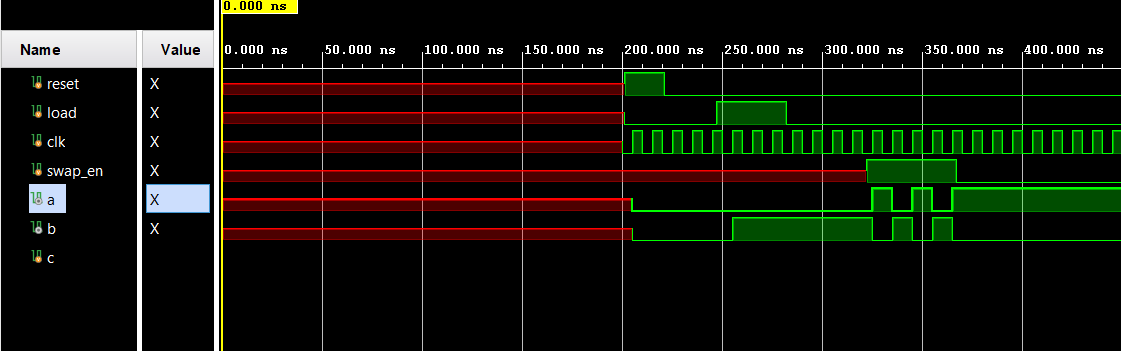 0.000 ns
Name Value
0.000 ns 50.000 ns 100.000 ns 150.000 ns 200.000 ns 250.000 ns 300.000 ns 350.000 ns 400.000 ns
reset X
load X
clk X
swap_en X
a X
b X
c